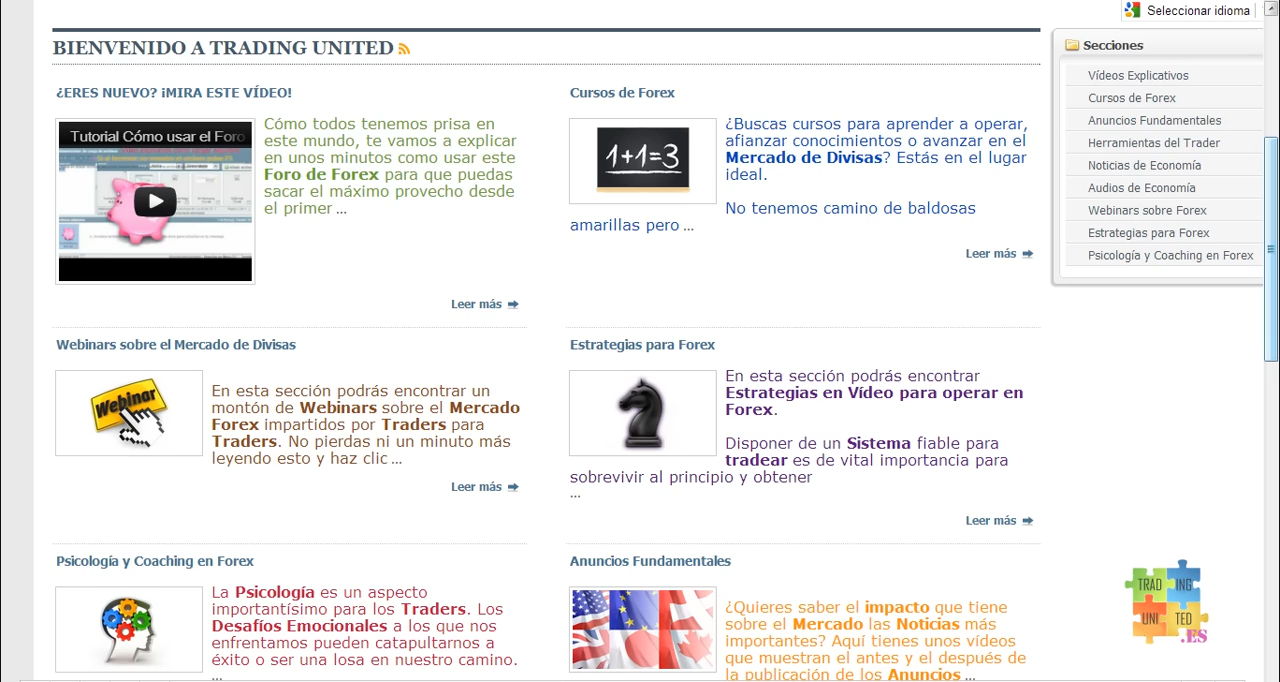 Seleccionar idioma
BIENVENIDO A TRADING UNITED
¿ERES NUEVO? ¡MIRA ESTE VÍDEO!
Tutorial Cómo usar el Foro
Cómo todos tenemos prisa en
este mundo, te vamos a explicar
en unos minutos como usar este
Foro de Forex para que puedas
sacar el máximo provecho desde
el primer ...
Leer más
Cursos de Forex
1+1=3
¿Buscas cursos para aprender a operar,
afianzar conocimientos o avanzar en el
Mercado de Divisas? Estás en el lugar
ideal.
No tenemos camino de baldosas
amarillas pero ...
Leer más
Webinars sobre el Mercado de Divisas
Webinar
En esta sección podrás encontrar un
montón de Webinars sobre el Mercado
Forex impartidos por Traders para
Traders. No pierdas ni un minuto más
leyendo esto y haz clic ...
Leer más
Estrategias para Forex
En esta sección podrás encontrar
Estrategias en Vídeo para operar en
Forex.
Disponer de un Sistema fiable para
tradear es de vital importancia para
sobrevivir al principio y obtener
...
Leer más
Psicología y Coaching en Forex
La Psicología es un aspecto
importantísimo para los Traders. Los
Desafíos Emocionales a los que nos
enfrentamos pueden catapultarnos al
éxito o ser una losa en nuestro camino.
...
Anuncios Fundamentales
¿Quieres saber el impacto que tiene
sobre el Mercado las Noticias más
importantes? Aquí tienes unos vídeos
que muestran el antes y el después de
la publicación de los Anuncios ...
Secciones
Vídeos Explicativos
Cursos de Forex
Anuncios Fundamentales
Herramientas del Trader
Noticias de Economía
Audios de Economía
Webinars sobre Forex
Estrategias para Forex
Psicología y Coaching en Forex
TRAD ING
UNI TED
.ES